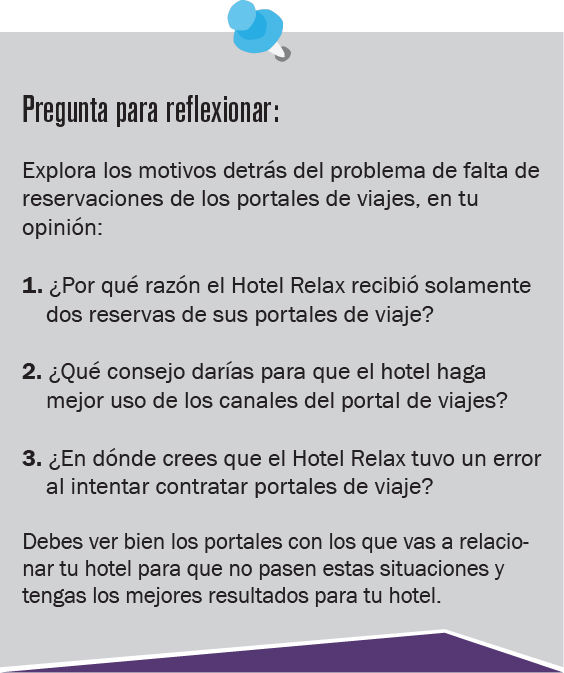 Pregunta para reflexionar:
Explora los motivos detrás del problema de falta de
reservaciones de los portales de viajes, en tu
opinión:
1. ¿Por qué razón el Hotel Relax recibió solamente
dos reservas de sus portales de viaje?
2. ¿Qué consejo darías para que el hotel haga
mejor uso de los canales del portal de viajes?
3. ¿En dónde crees que el Hotel Relax tuvo un error
al intentar contratar portales de viaje?
Debes ver bien los portales con los que vas a relacio-
nar tu hotel para que no pasen estas situaciones y
tengas los mejores resultados para tu hotel.